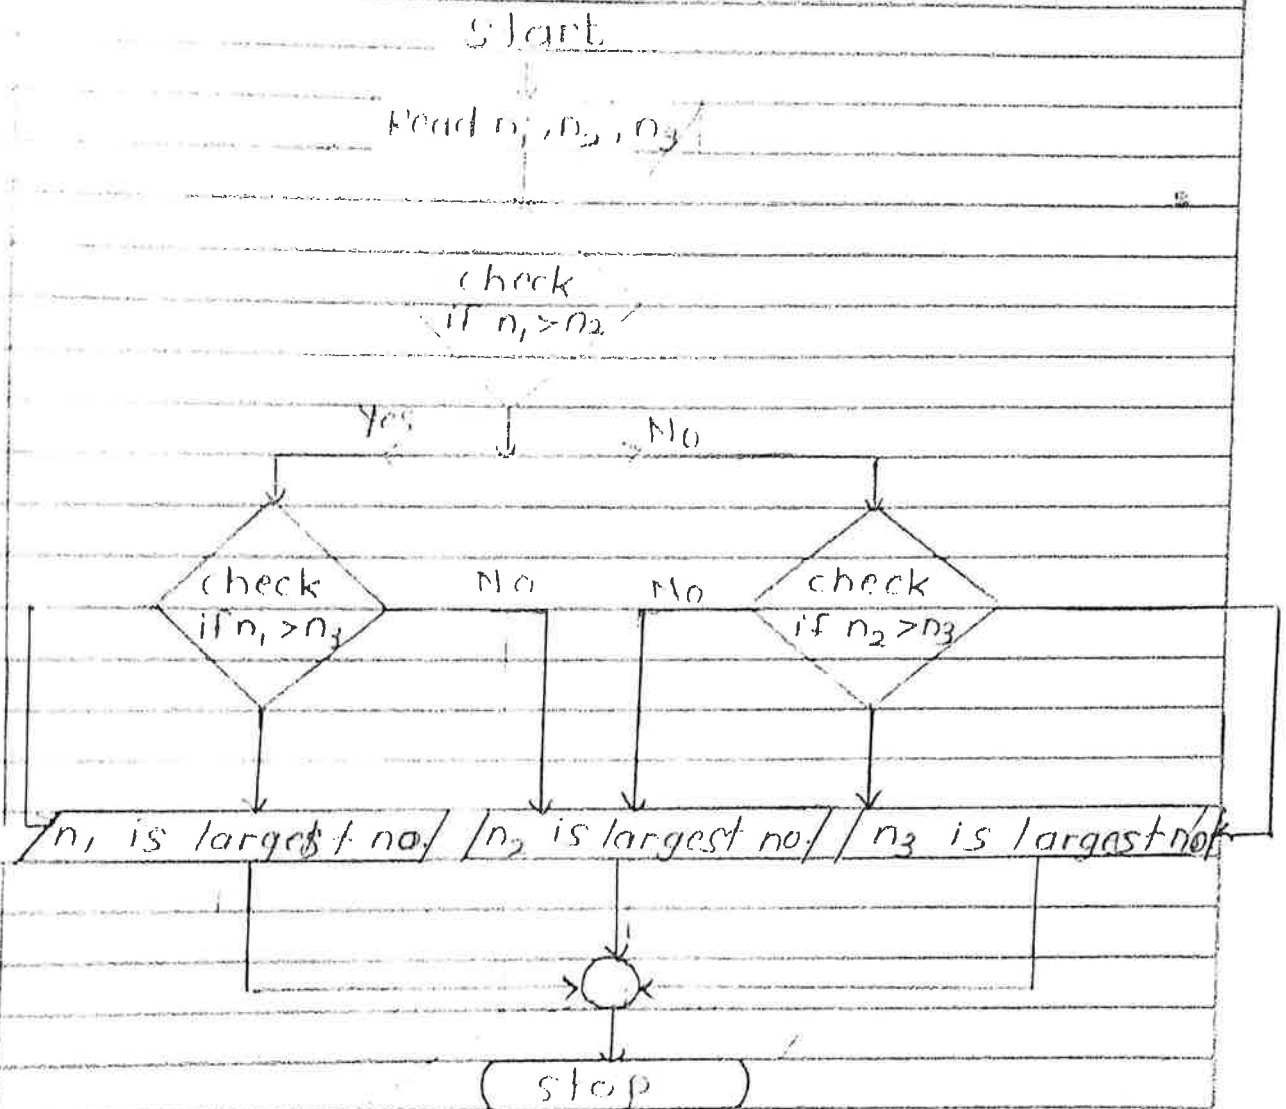 Start
Read n₁, n₂, n₃
check
if n₁ > n₂
Yes
No
check
if n₁ > n₃
No
No
check
if n₂ > n₃
n₁ is largest no.
n₂ is largest no.
n₃ is largest no.
stop